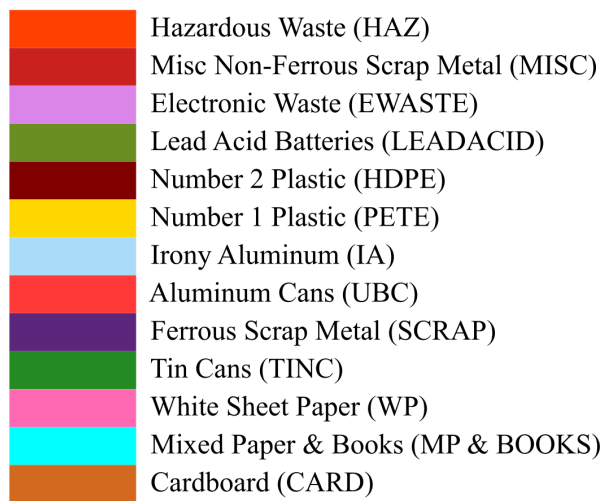 Hazardous Waste (HAZ)
Misc Non-Ferrous Scrap Metal (MISC)
Electronic Waste (EWASTE)
Lead Acid Batteries (LEADACID)
Number 2 Plastic (HDPE)
Number 1 Plastic (PETE)
Irony Aluminum (IA)
Aluminum Cans (UBC)
Ferrous Scrap Metal (SCRAP)
Tin Cans (TINC)
White Sheet Paper (WP)
Mixed Paper & Books (MP & BOOKS)
Cardboard (CARD)